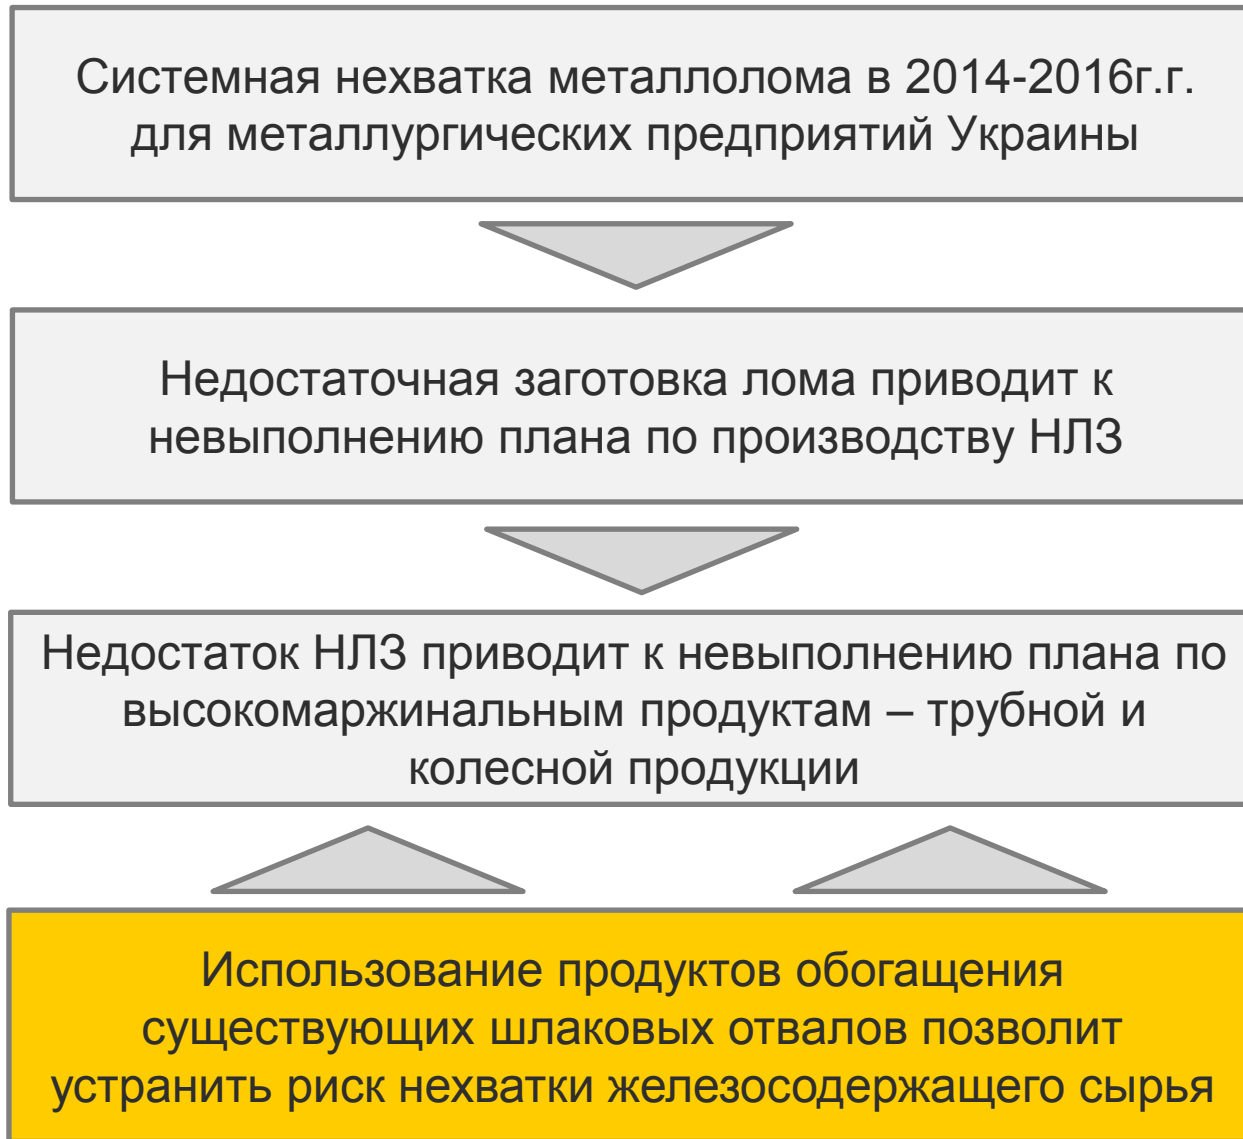 Системная нехватка металлолома в 2014-2016г.г.
для металлургических предприятий Украины
Недостаточная заготовка лома приводит к
невыполнению плана по производству НЛЗ
Недостаток НЛЗ приводит к невыполнению плана по
высокомаржинальным продуктам – трубной и
колесной продукции
Использование продуктов обогащения
существующих шлаковых отвалов позволит
устранить риск нехватки железосодержащего сырья